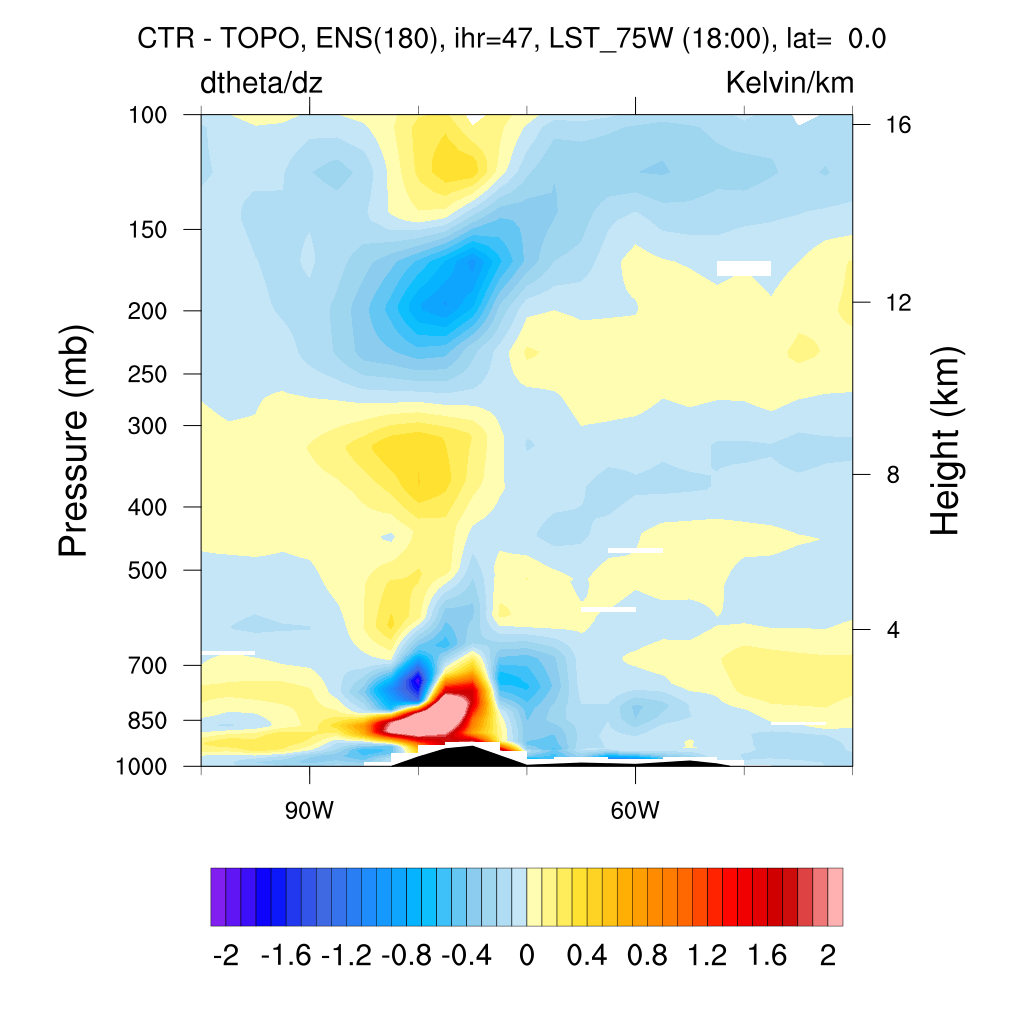 CTR - TOPO, ENS(180), ihr=47, LST_75W (18:00), lat=  0.0
dtheta/dz Kelvin/km
100
150
200
250
300
400
500
700
850
1000
Pressure (mb)
16
12
8
4
Height (km)
90W 60W
-2 -1.6 -1.2 -0.8 -0.4 0 0.4 0.8 1.2 1.6 2